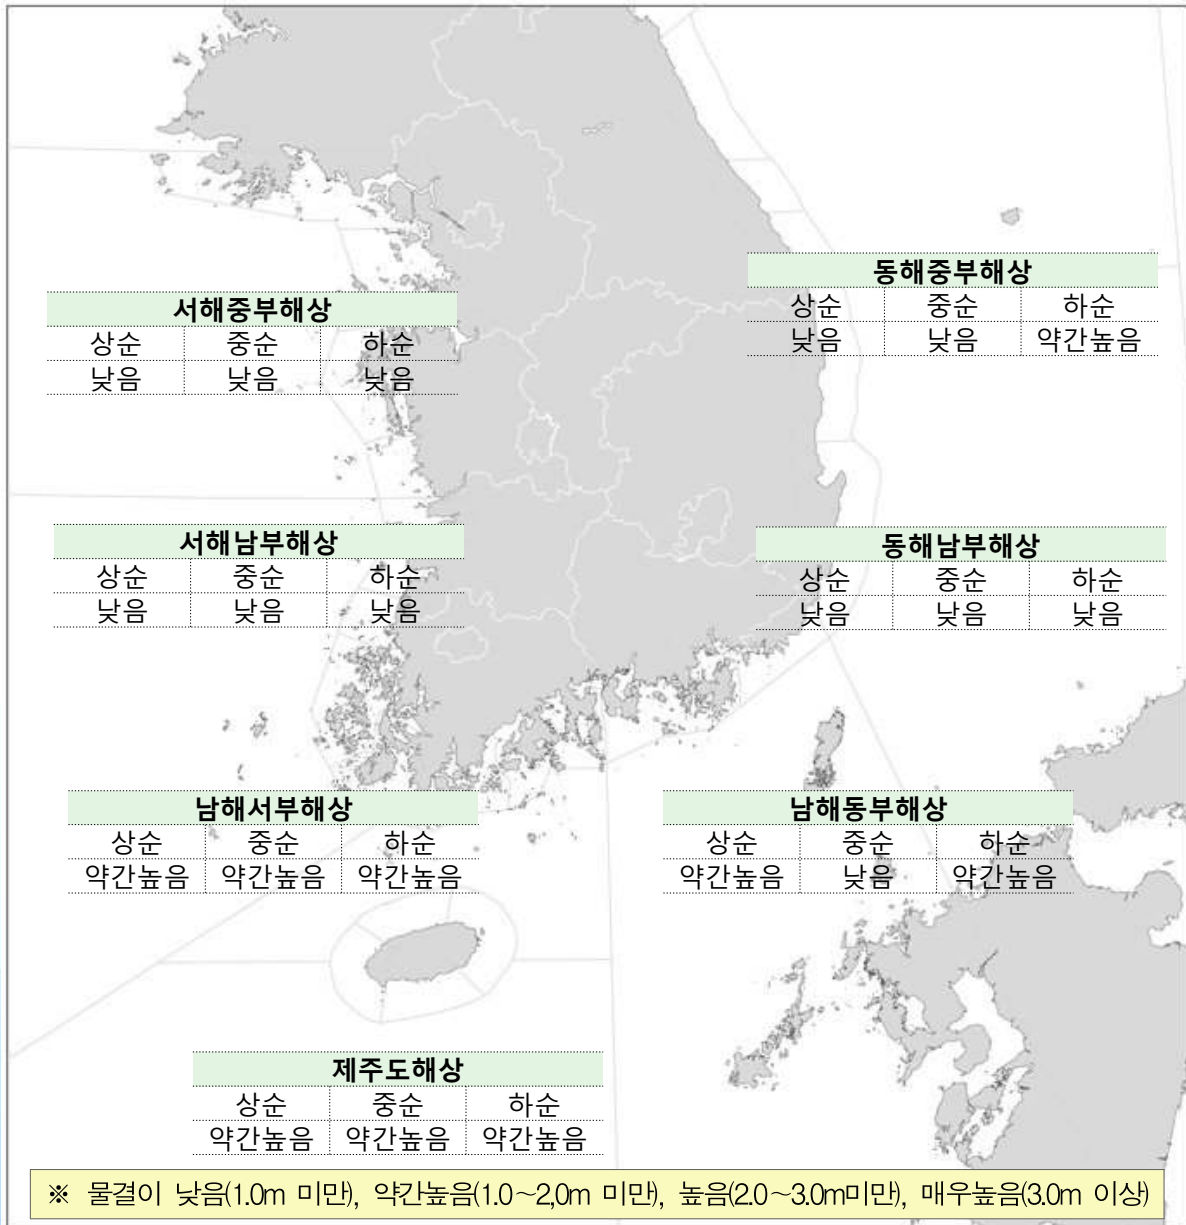 동해중부해상
상순 중순 하순
낮음 낮음 약간높음
서해중부해상
상순 중순 하순
낮음 낮음 낮음
서해남부해상
상순 중순 하순
낮음 낮음 낮음
동해남부해상
상순 중순 하순
낮음 낮음 낮음
남해서부해상
상순 중순 하순
약간높음 약간높음 약간높음
남해동부해상
상순 중순 하순
약간높음 낮음 약간높음
제주도해상
상순 중순 하순
약간높음 약간높음 약간높음
※ 물결이 낮음(1.0m 미만), 약간높음(1.0~2,0m 미만), 높음(2.0~3.0m미만), 매우높음(3.0m 이상)